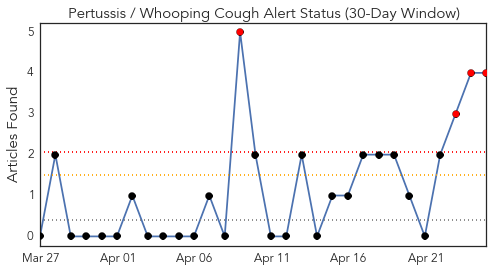 Pertussis / Whooping Cough Alert Status (30-Day Window)
Articles Found
5
4
3
2
1
0
Mar 27 Apr 01 Apr 06 Apr 11 Apr 16 Apr 21